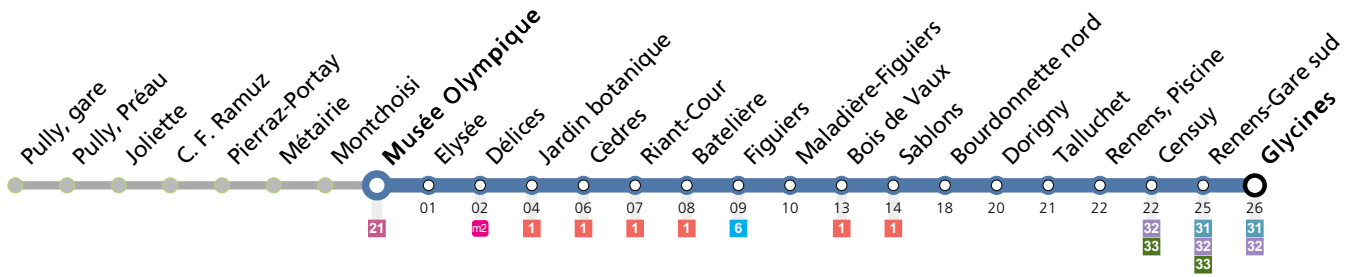 Pully, gare
Pully, Préau
Joliette
C. F. Ramuz
Pierraz-Portay
Métairie
Montchoisi
Musée Olympique
Elysée
Délices
Jardin botanique
Cèdres
Riant-Cour
Batelière
Figuiers
Maladière-Figuiers
Bois de Vaux
Sablons
Bourdonnette nord
Dorigny
Talluchet
Renens, Piscine
Censuy
Renens-Gare sud
Glycines
01 02 04 06 07 08 09 10 13 14 18 20 21 22 22 25 26
21 m2 1 1 1 1 6 1 1 32 31 31
33 32 32
33